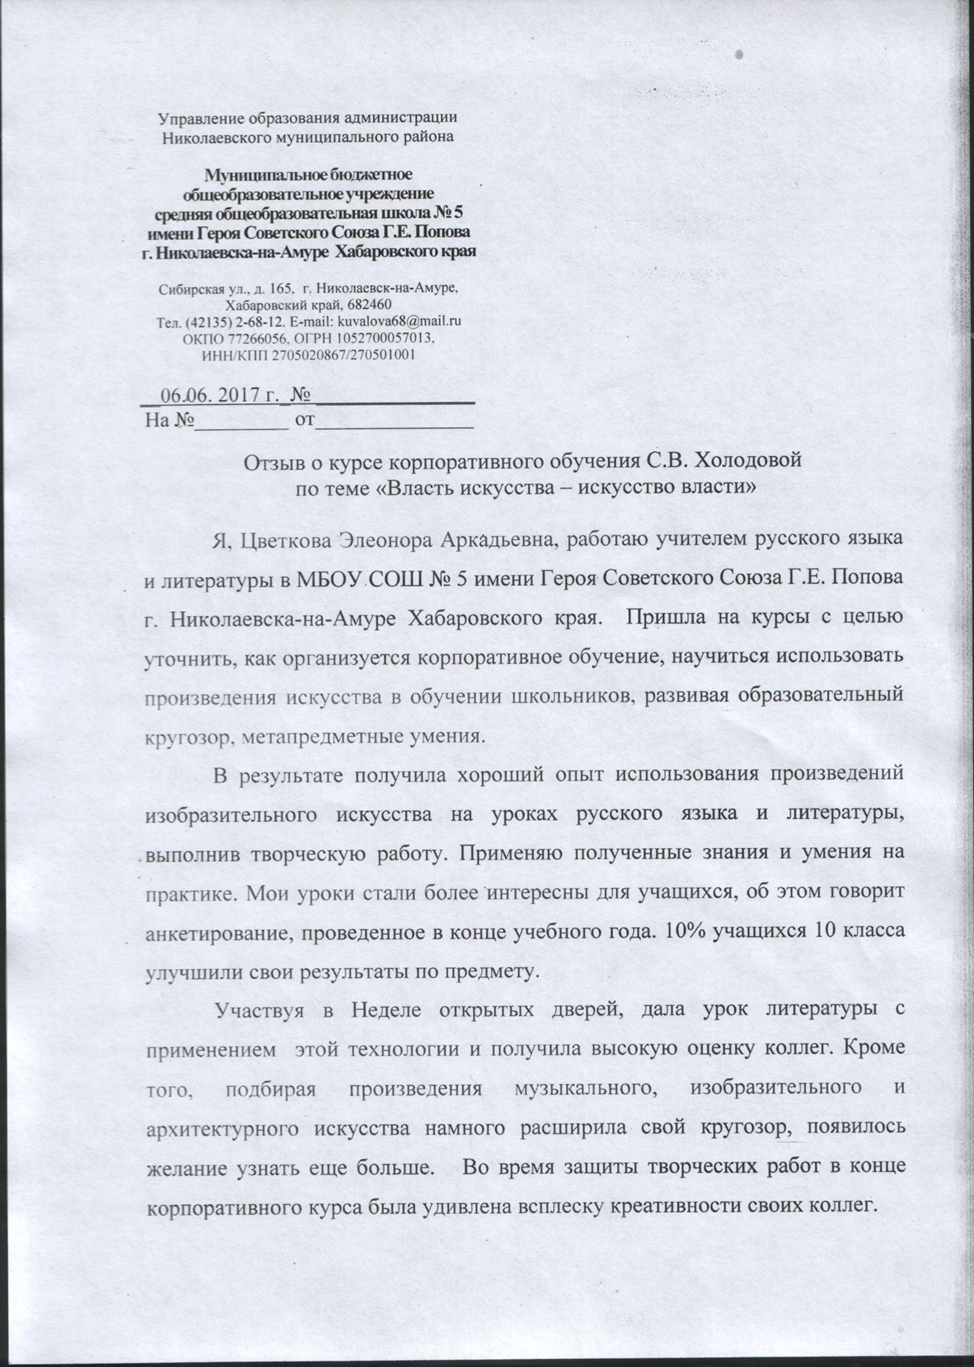 Управление образования администрации
Николаевского муниципального района
Муниципальное бюджетное
общеобразовательное учреждение
средняя общеобразовательная школа № 5
имени Героя Советского Союза Г.Е. Попова
г. Николаевска-на-Амуре Хабаровского края
Сибирская ул., д. 165, г. Николаевск-на-Амуре,
Хабаровский край, 682460
Тел. (42135) 2-68-12. E-mail: kuvalova68@mail.ru
ОКПО 77266056, ОГРН 1052700057013,
ИНН/КПП 2705020867/270501001
__06.06. 2017 г._№_______________
На №_________ от_______________
Отзыв о курсе корпоративного обучения С.В. Холодовой
по теме «Власть искусства – искусство власти»
Я, Цветкова Элеонора Аркадьевна, работаю учителем русского языка
и литературы в МБОУ СОШ № 5 имени Героя Советского Союза Г.Е. Попова
г. Николаевска-на-Амуре Хабаровского края. Пришла на курсы с целью
уточнить, как организуется корпоративное обучение, научиться использовать
произведения искусства в обучении школьников, развивая образовательный
кругозор, метапредметные умения.
В результате получила хороший опыт использования произведений
изобразительного искусства на уроках русского языка и литературы,
выполнив творческую работу. Применяю полученные знания и умения на
практике. Мои уроки стали более интересны для учащихся, об этом говорит
анкетирование, проведенное в конце учебного года. 10% учащихся 10 класса
улучшили свои результаты по предмету.
Участвуя в Неделе открытых дверей, дала урок литературы с
применением этой технологии и получила высокую оценку коллег. Кроме
того, подбирая произведения музыкального, изобразительного и
архитектурного искусства намного расширила свой кругозор, появилось
желание узнать еще больше. Во время защиты творческих работ в конце
корпоративного курса была удивлена всплеску креативности своих коллег.